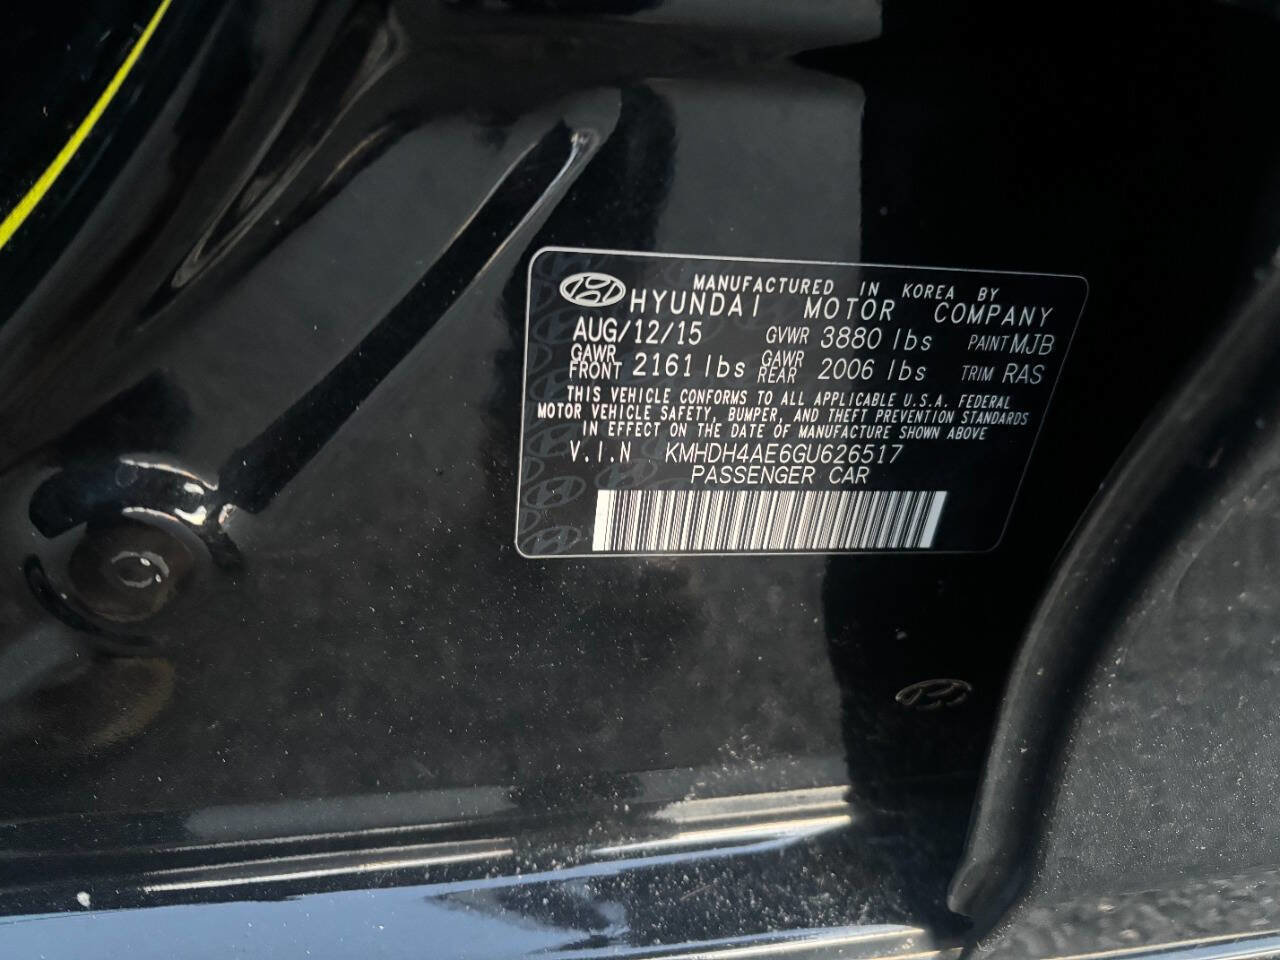 MANUFACTURED IN KOREA BY
HYUNDAI MOTOR COMPANY
AUG/12/15 GVWR 3880 lbs PAINT MJB
GAWR FRONT 2161 lbs GAWR REAR 2006 lbs TRIM RAS
THIS VEHICLE CONFORMS TO ALL APPLICABLE U.S.A. FEDERAL
MOTOR VEHICLE SAFETY, BUMPER, AND THEFT PREVENTION STANDARDS
IN EFFECT ON THE DATE OF MANUFACTURE SHOWN ABOVE
V.I.N KMHDH4AE6GU626517
PASSENGER CAR